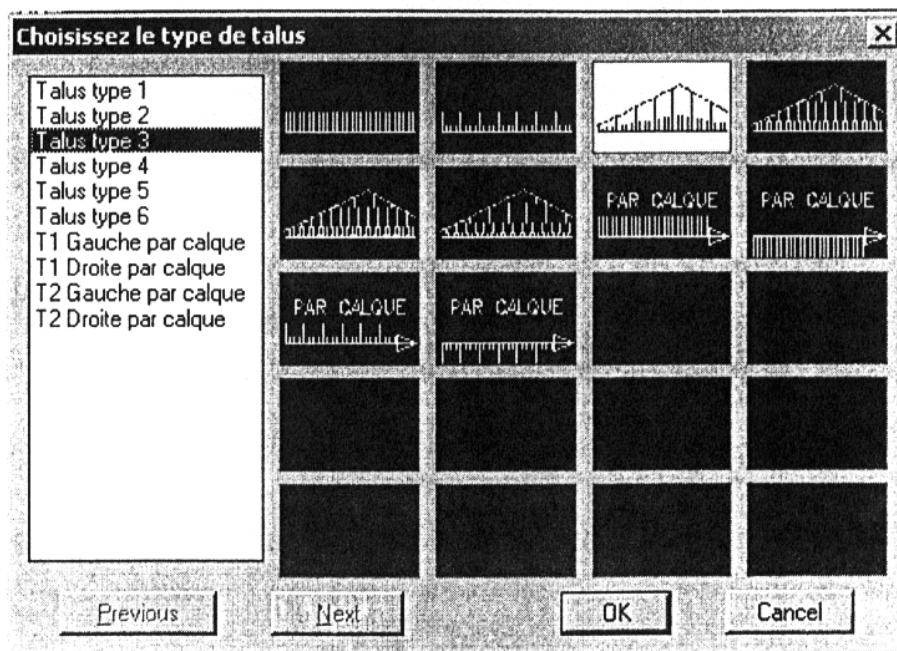 Choisissez le type de talus
Talus type 1
Talus type 2
Talus type 3
Talus type 4
Talus type 5
Talus type 6
T1 Gauche par calque
T1 Droite par calque
T2 Gauche par calque
T2 Droite par calque
PAR CALQUE
PAR CALQUE
PAR CALQUE
PAR CALQUE
Previous
Next
OK
Cancel